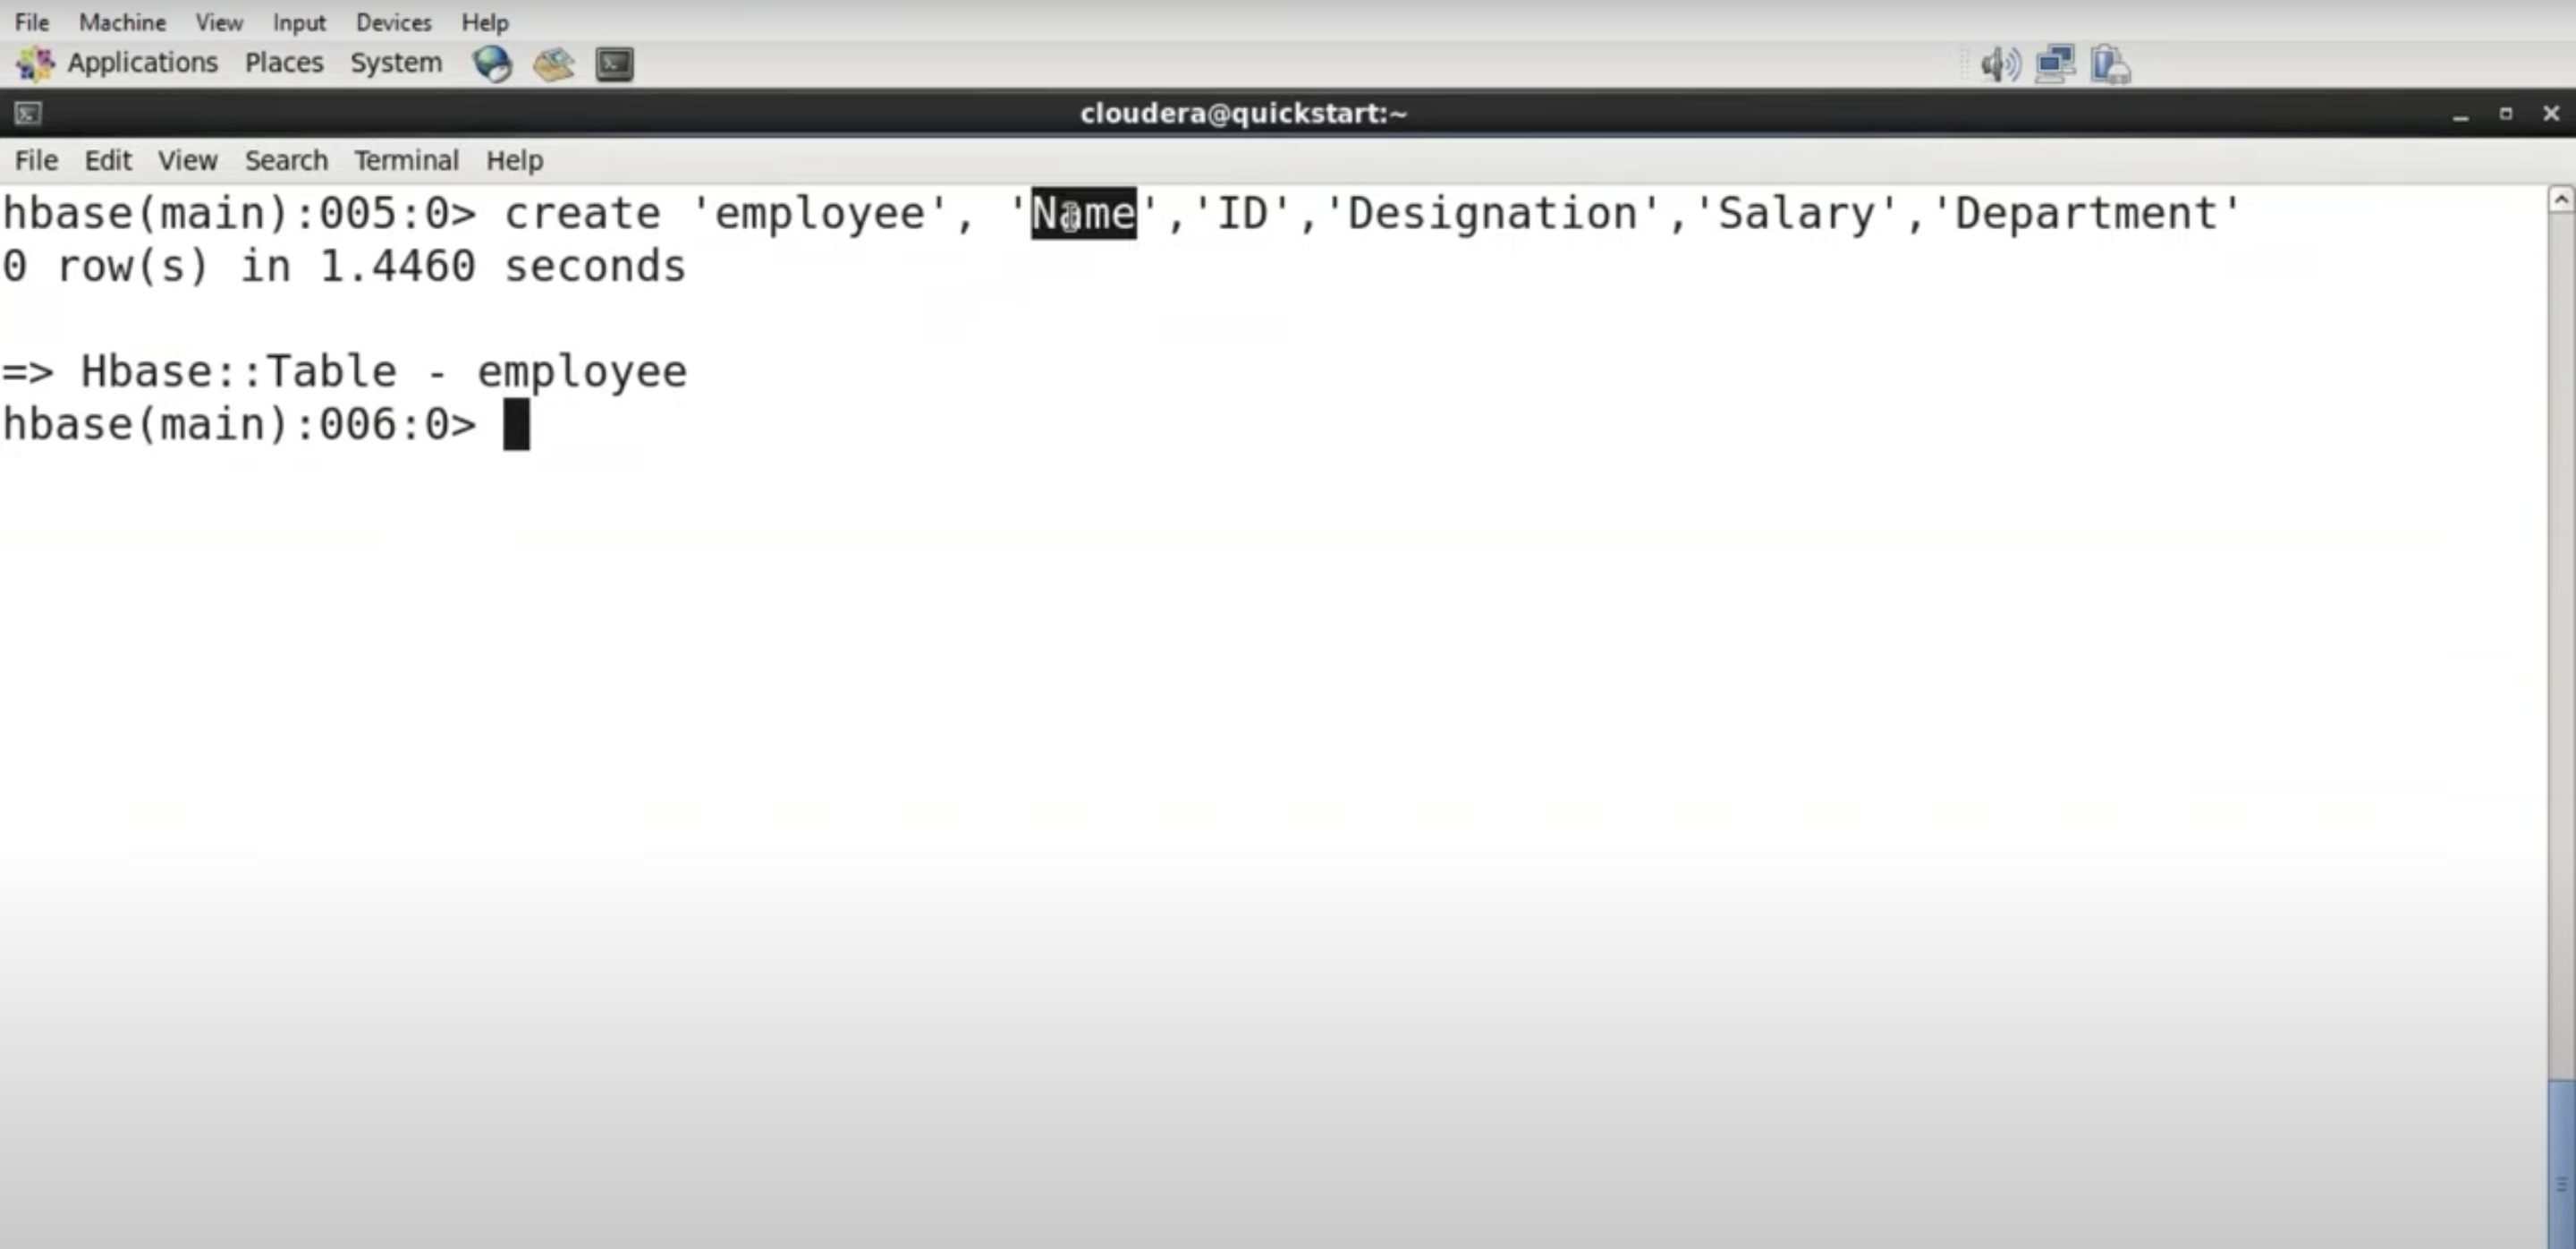 File Machine View Input Devices Help
Applications Places System
cloudera@quickstart:~
File Edit View Search Terminal Help
hbase(main):005:0> create 'employee', 'Name','ID','Designation','Salary','Department'
0 row(s) in 1.4460 seconds
=> Hbase::Table - employee
hbase(main):006:0>